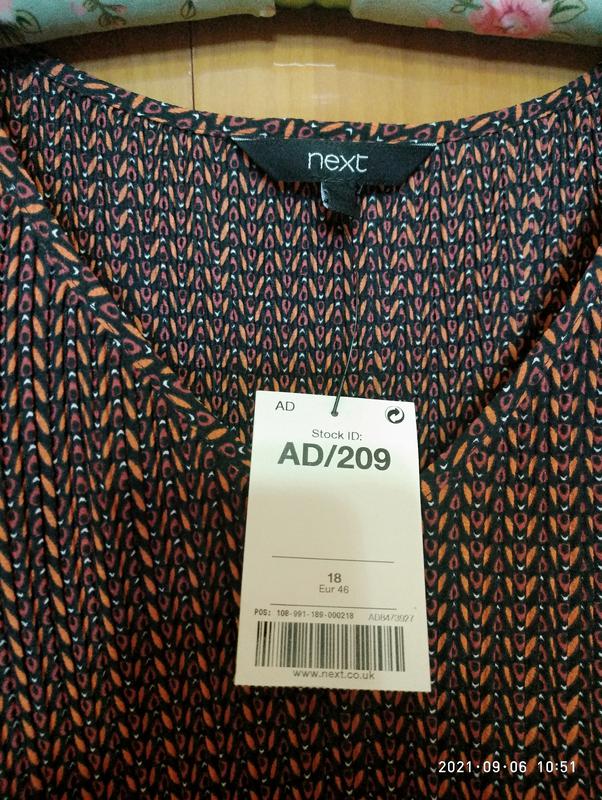 next
AD
Stock ID:
AD/209
18
Eur 46
POS: 108-991-189-000218 ADB473927
www.next.co.uk
2021·09·06 10:51